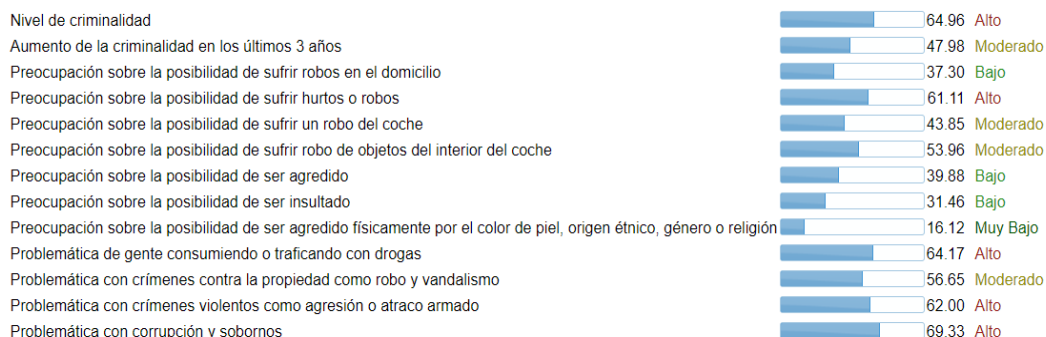 Nivel de criminalidad 64.96 Alto
Aumento de la criminalidad en los últimos 3 años 47.98 Moderado
Preocupación sobre la posibilidad de sufrir robos en el domicilio 37.30 Bajo
Preocupación sobre la posibilidad de sufrir hurtos o robos 61.11 Alto
Preocupación sobre la posibilidad de sufrir un robo del coche 43.85 Moderado
Preocupación sobre la posibilidad de sufrir robo de objetos del interior del coche 53.96 Moderado
Preocupación sobre la posibilidad de ser agredido 39.88 Bajo
Preocupación sobre la posibilidad de ser insultado 31.46 Bajo
Preocupación sobre la posibilidad de ser agredido físicamente por el color de piel, origen étnico, género o religión 16.12 Muy Bajo
Problemática de gente consumiendo o traficando con drogas 64.17 Alto
Problemática con crímenes contra la propiedad como robo y vandalismo 56.65 Moderado
Problemática con crímenes violentos como agresión o atraco armado 62.00 Alto
Problemática con corrupción y sobornos 69.33 Alto